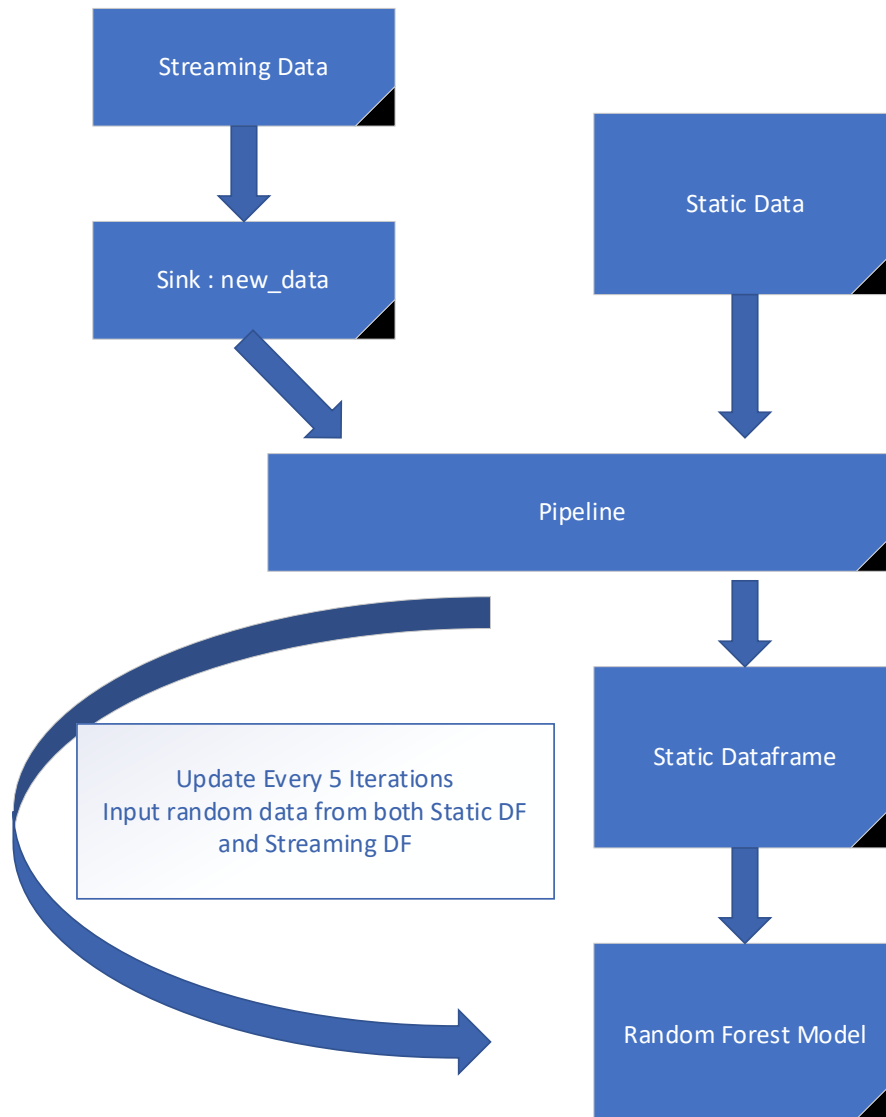 Streaming Data
Static Data
Sink : new_data
Pipeline
Update Every 5 Iterations
Input random data from both Static DF
and Streaming DF
Static Dataframe
Random Forest Model